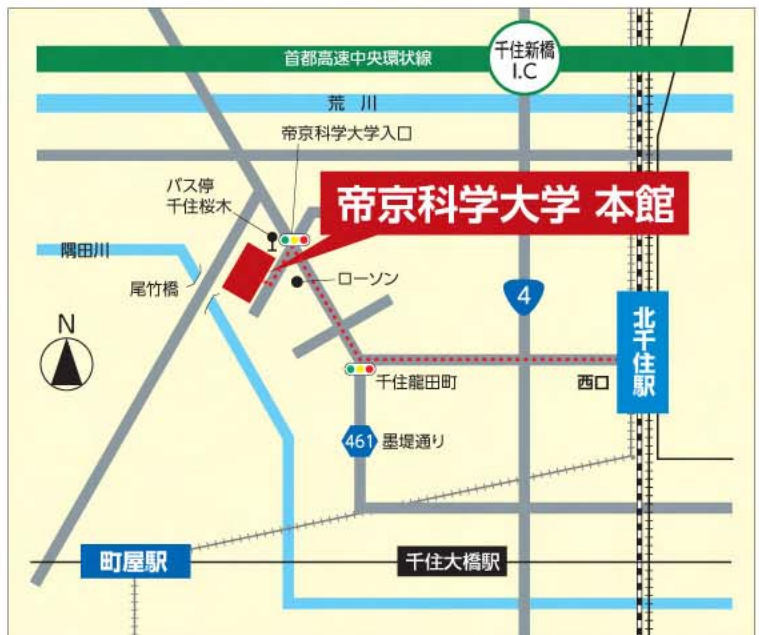 首都高速中央環状線
千住新橋
I.C
荒 川
帝京科学大学入口
バス停
千住桜木
帝京科学大学 本館
隅田川
尾竹橋
ローソン
4
N
北千住駅
千住龍田町
西口
461
墨堤通り
町屋駅
千住大橋駅